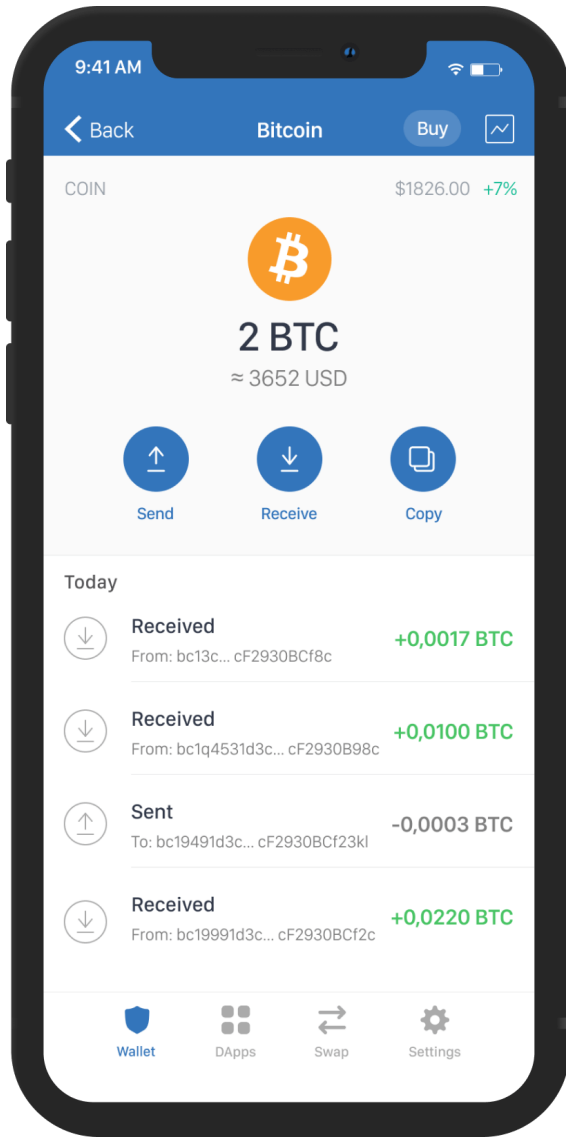 9:41 AM
Back Bitcoin Buy
COIN $1826.00 +7%
2 BTC
≈ 3652 USD
Send Receive Copy
Today
Received
+0,0017 BTC
From: bc13c... cF2930BCf8c
Received
+0,0100 BTC
From: bc1q4531d3c... cF2930B98c
Sent
-0,0003 BTC
To: bc19491d3c... cF2930BCf23kl
Received
+0,0220 BTC
From: bc19991d3c... cF2930BCf2c
Wallet DApps Swap Settings